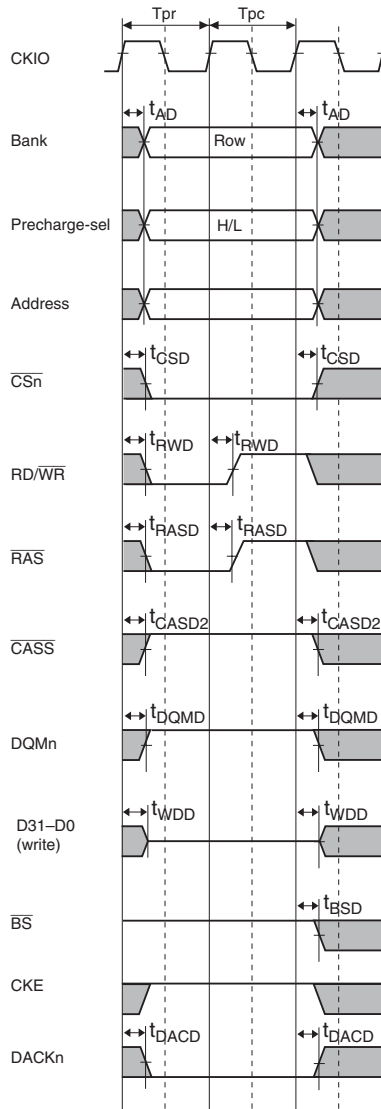 Tpr Tpc
CKIO
tAD tAD
Bank Row
Precharge-sel H/L
Address
tCSD tCSD
CSn
tRWD tRWD
RD/WR
tRASD tRASD
RAS
tCASD2 tCASD2
CASS
tDQMD tDQMD
DQMn
tWDD tWDD
D31–D0
(write)
tBSD
BS
CKE
tDACD tDACD
DACKn